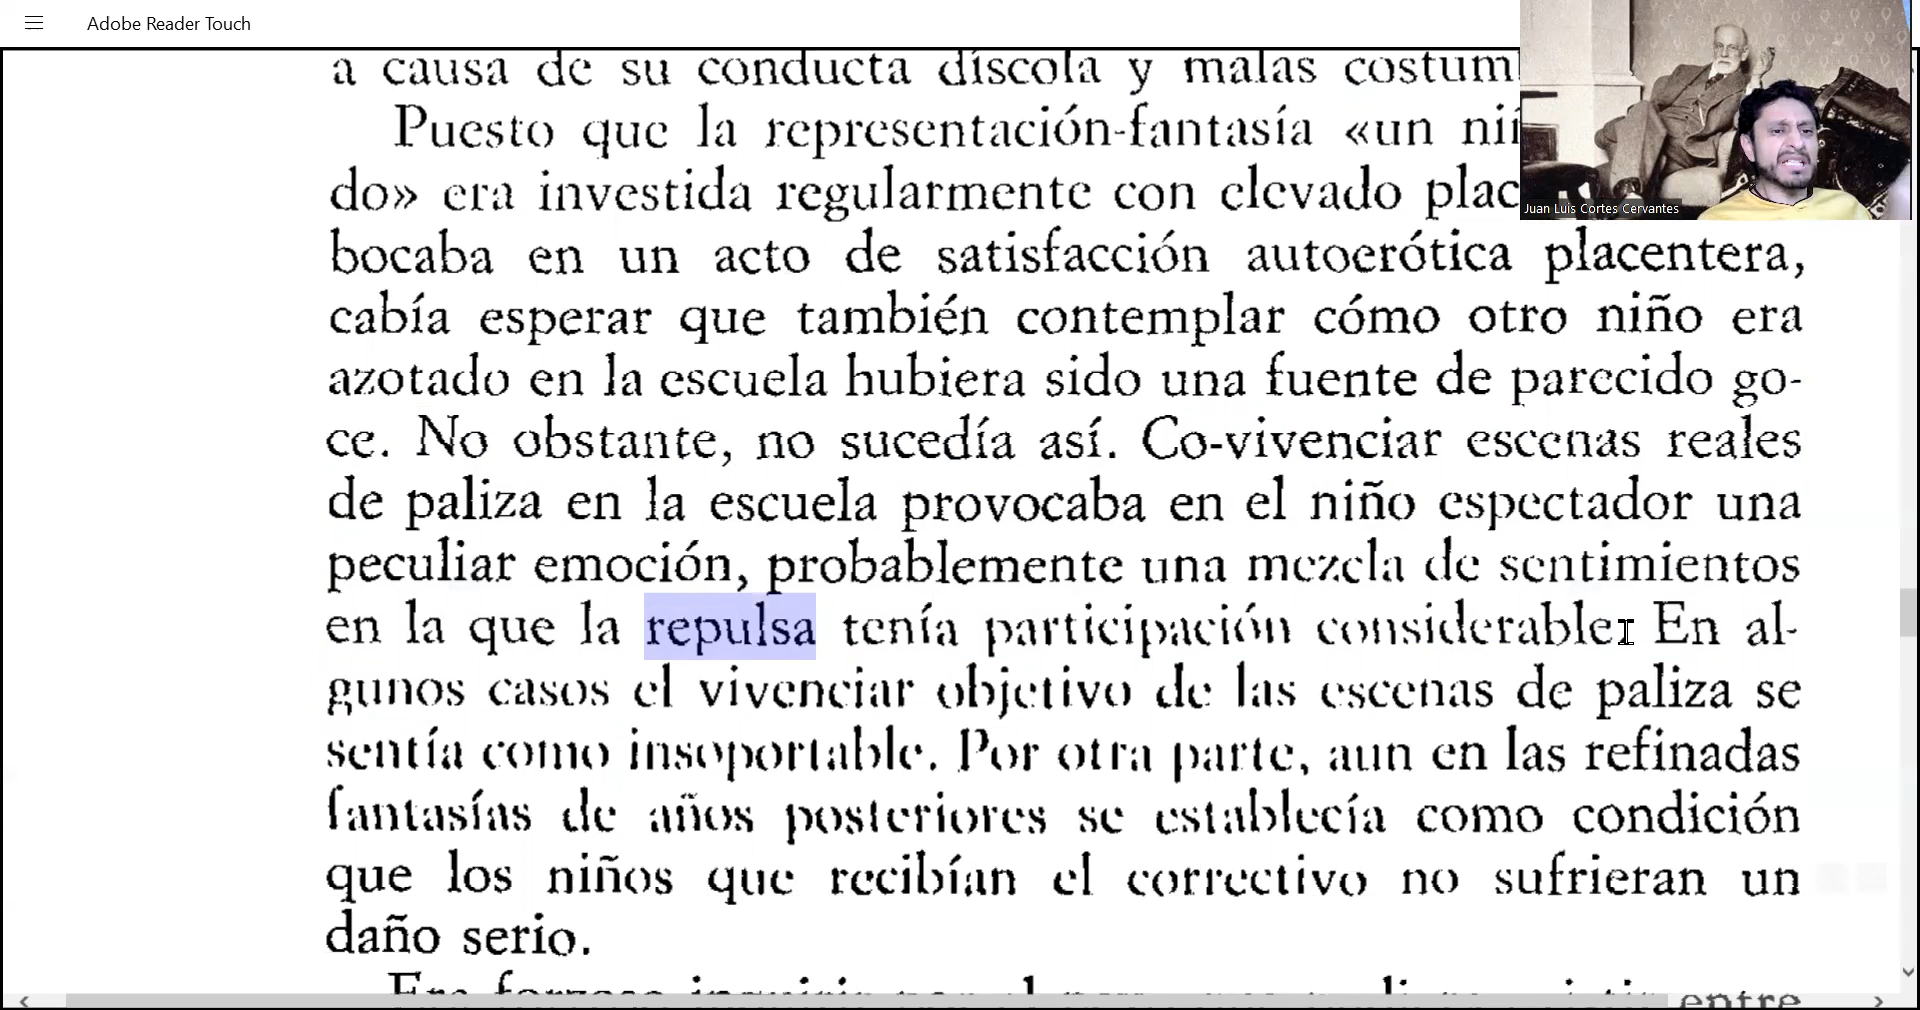 Adobe Reader Touch
a causa de su conducta díscola y malas
Puesto que la representación-fantasía «un
do» era investida regularmente con elevado
bocaba en un acto de satisfacción autoerótica placentera,
cabía esperar que también contemplar cómo otro niño era
azotado en la escuela hubiera sido una fuente de parecido go-
ce. No obstante, no sucedía así. Co-vivenciar escenas reales
de paliza en la escuela provocaba en el niño espectador una
peculiar emoción, probablemente una mezcla de sentimientos
en la que la repulsa tenía participación considerable. En al-
gunos casos el vivenciar objetivo de las escenas de paliza se
sentía como insoportable. Por otra parte, aun en las refinadas
fantasías de años posteriores se establecía como condición
que los niños que recibían el correctivo no sufrieran un
daño serio.
entre
Juan Luis Cortes Cervantes